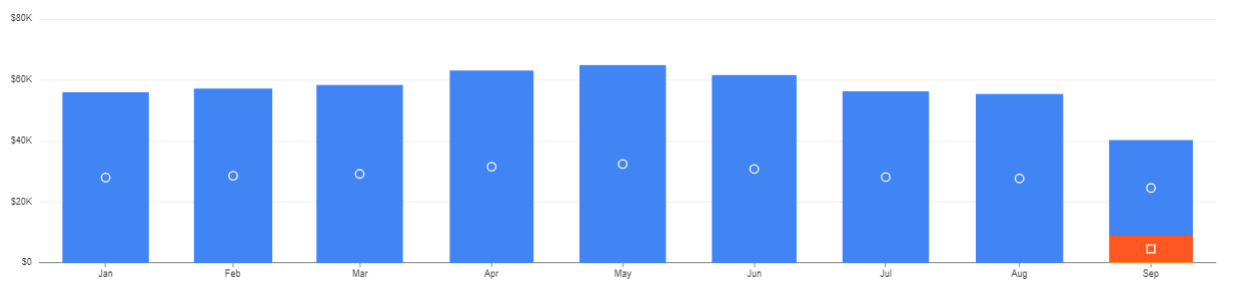 $80K
$60K
$40K
$20K
$0
Jan Feb Mar Apr May Jun Jul Aug Sep